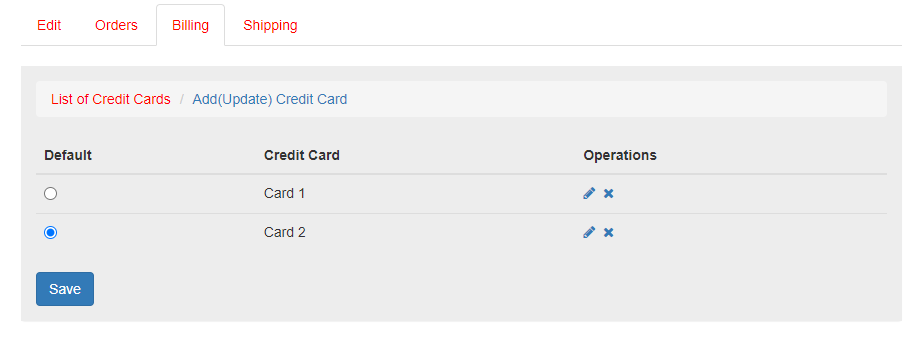 Edit Orders Billing Shipping
List of Credit Cards / Add(Update) Credit Card
Default Credit Card Operations
Card 1
Card 2
Save